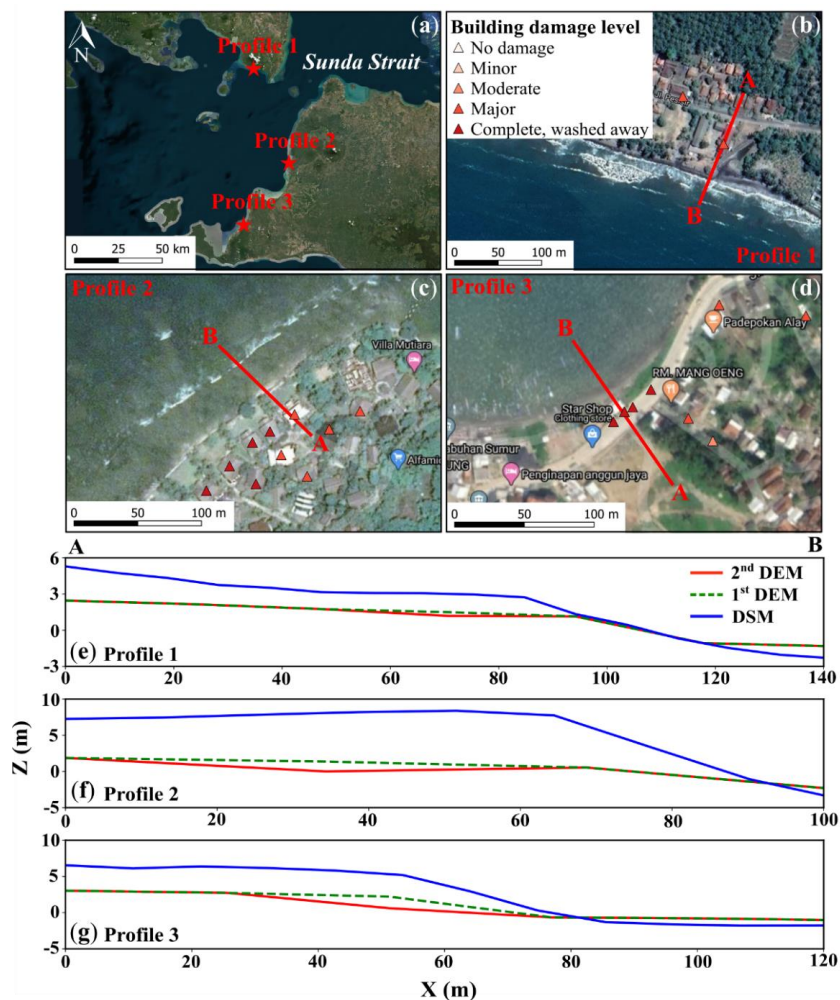 (a)
N
Profile 1
Sunda Strait
Profile 2
Profile 3
0 25 50 km
Building damage level
No damage
Minor
Moderate
Major
Complete, washed away
(b)
A
B
0 50 100 m
Profile 1
Profile 2
(c)
B
Villa Mutiara
A
Alfamid
0 50 100 m
Profile 3
(d)
B
Padepokan Alay
RM. MANG OENG
Star Shop
Clothing store
abuhan Sumur
UNG
Penginapan anggun jaya
A
0 50 100 m
A B
6
3
0
-3
2nd DEM
1st DEM
DSM
(e) Profile 1
0 20 40 60 80 100 120 140
10
5
0
-5
(f) Profile 2
0 20 40 60 80 100
Z (m)
10
5
0
-5
(g) Profile 3
0 20 40 60 80 100 120
X (m)